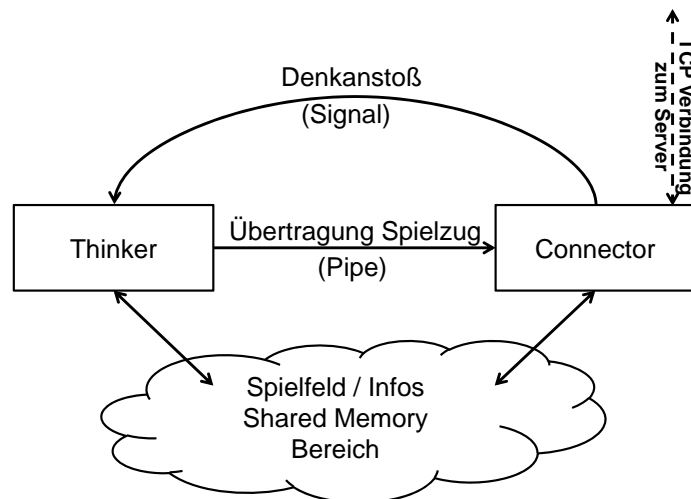 Denkanstoß
(Signal)
TCP Verbindung
zum Server
Thinker
Übertragung Spielzug
(Pipe)
Connector
Spielfeld / Infos
Shared Memory
Bereich